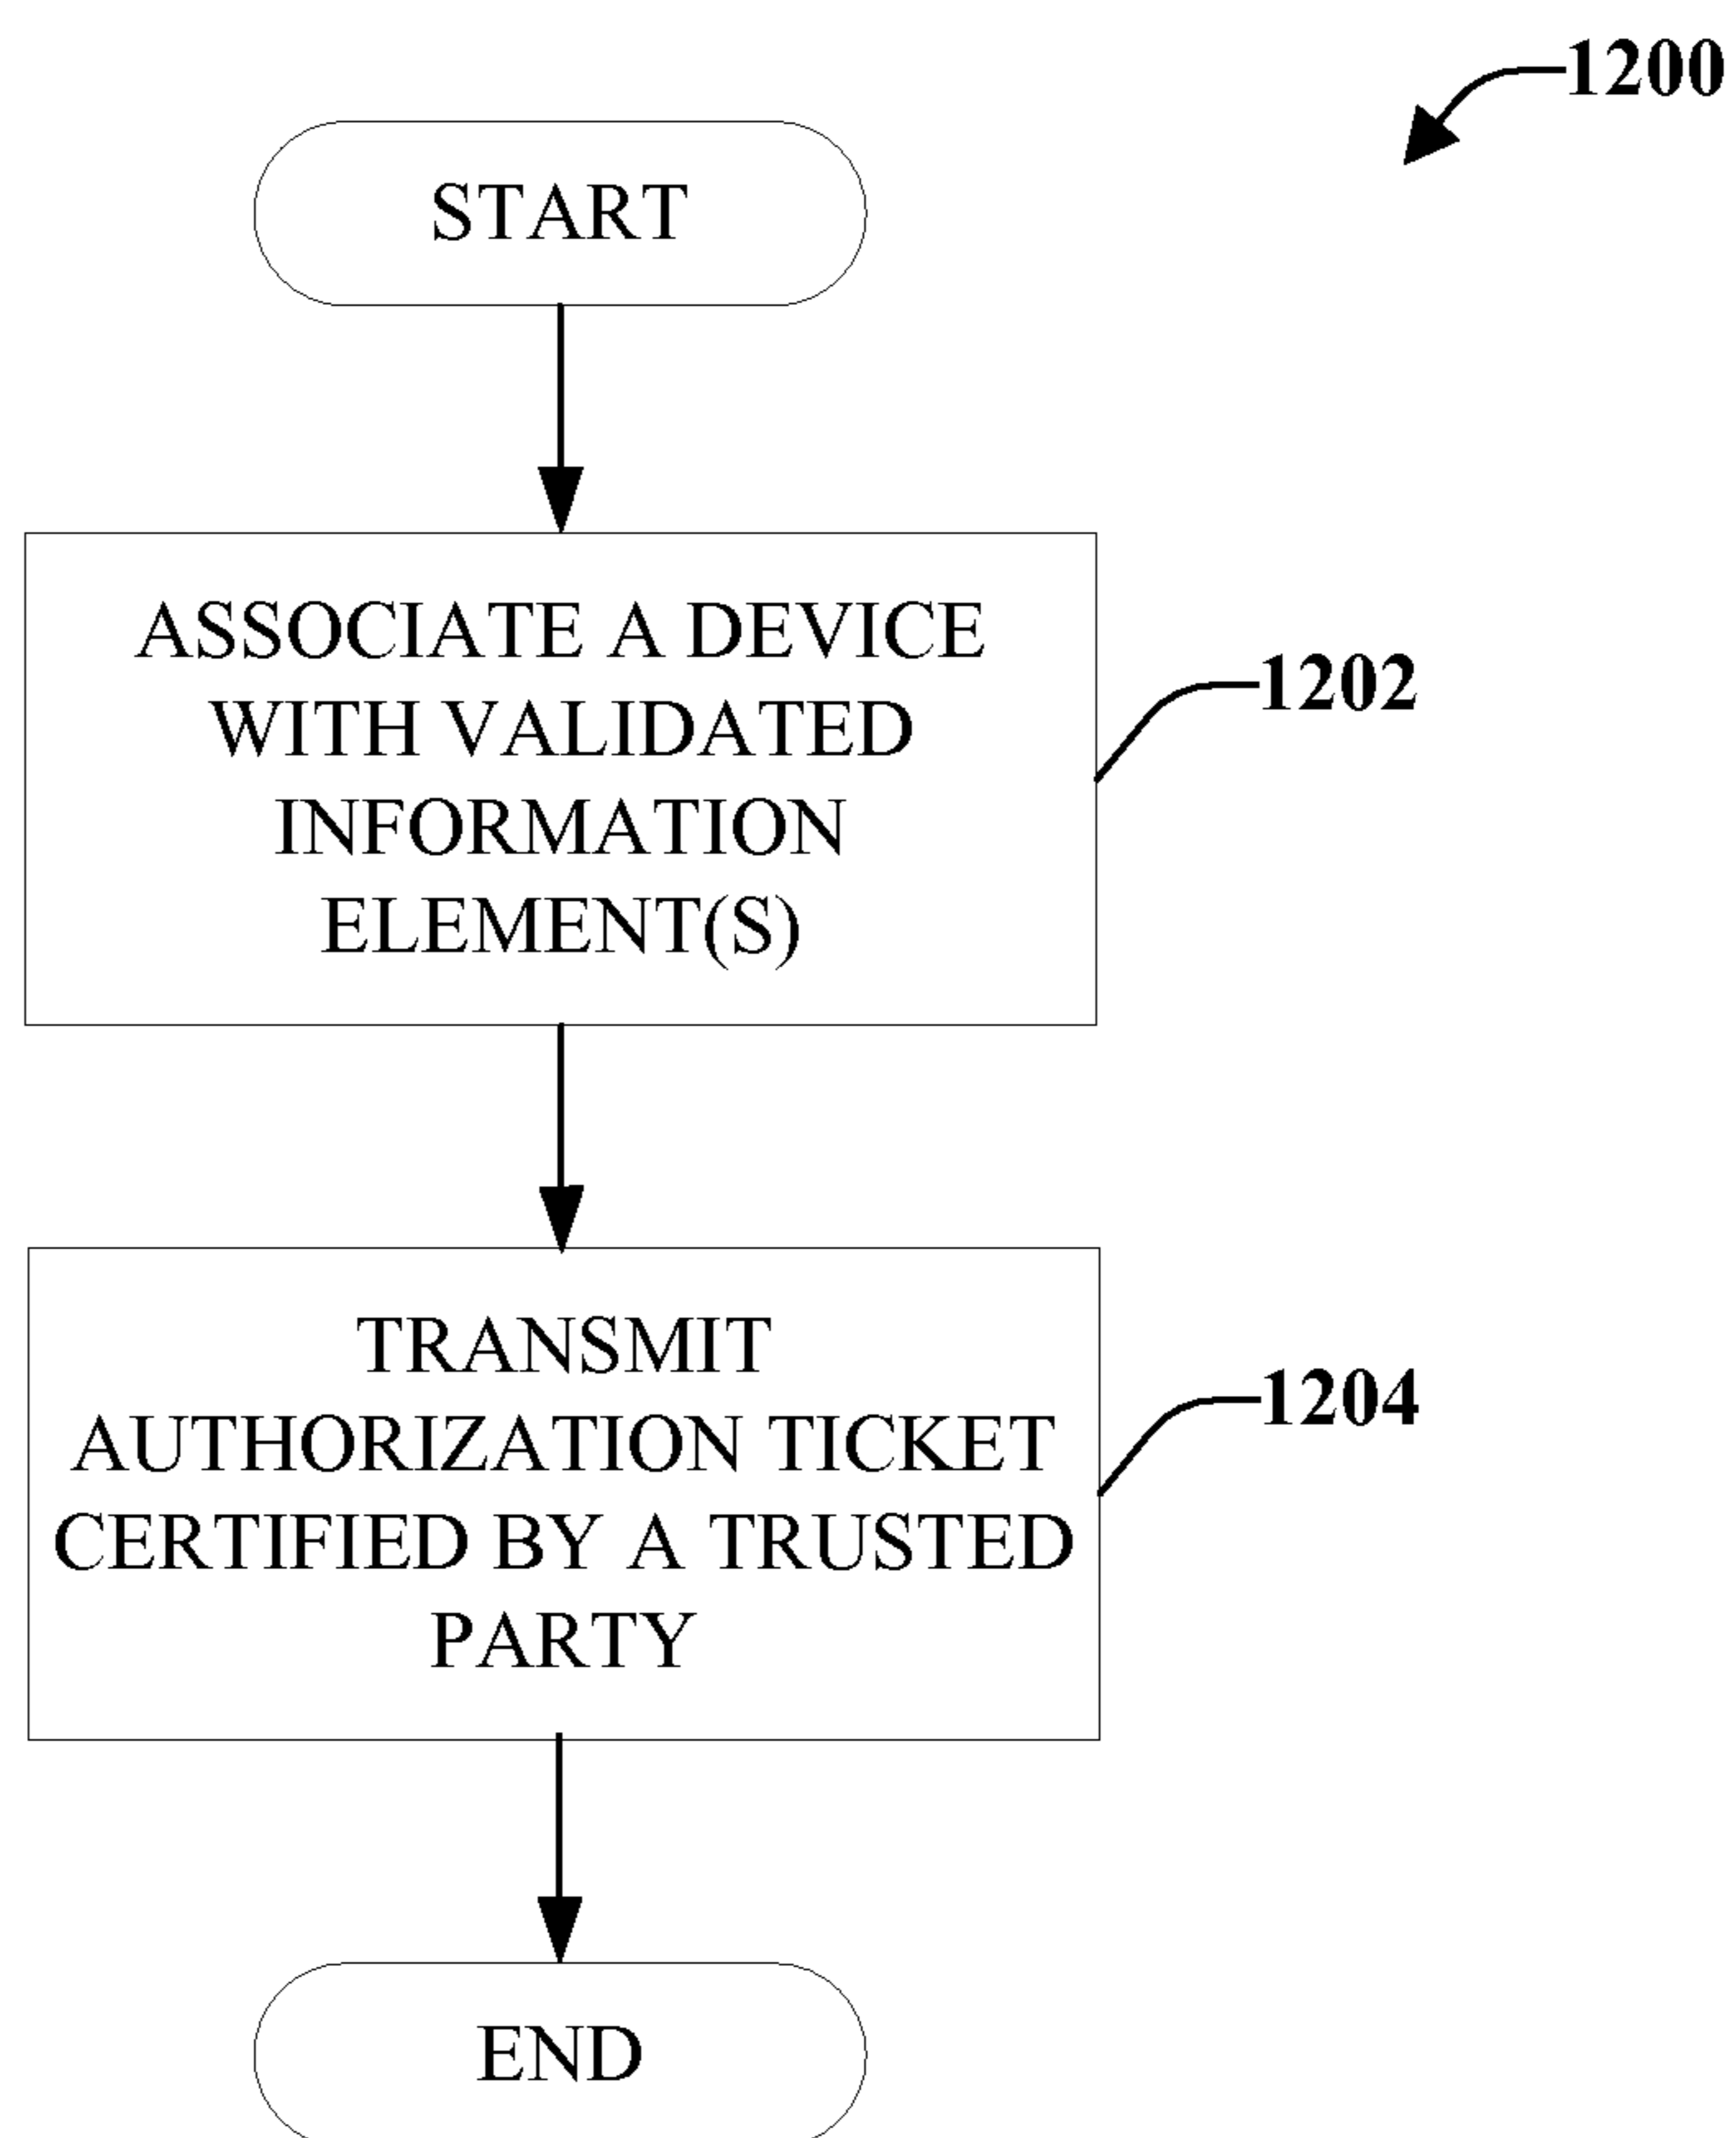 1200
START
ASSOCIATE A DEVICE
WITH VALIDATED
INFORMATION
ELEMENT(S)
1202
TRANSMIT
AUTHORIZATION TICKET
CERTIFIED BY A TRUSTED
PARTY
1204
END